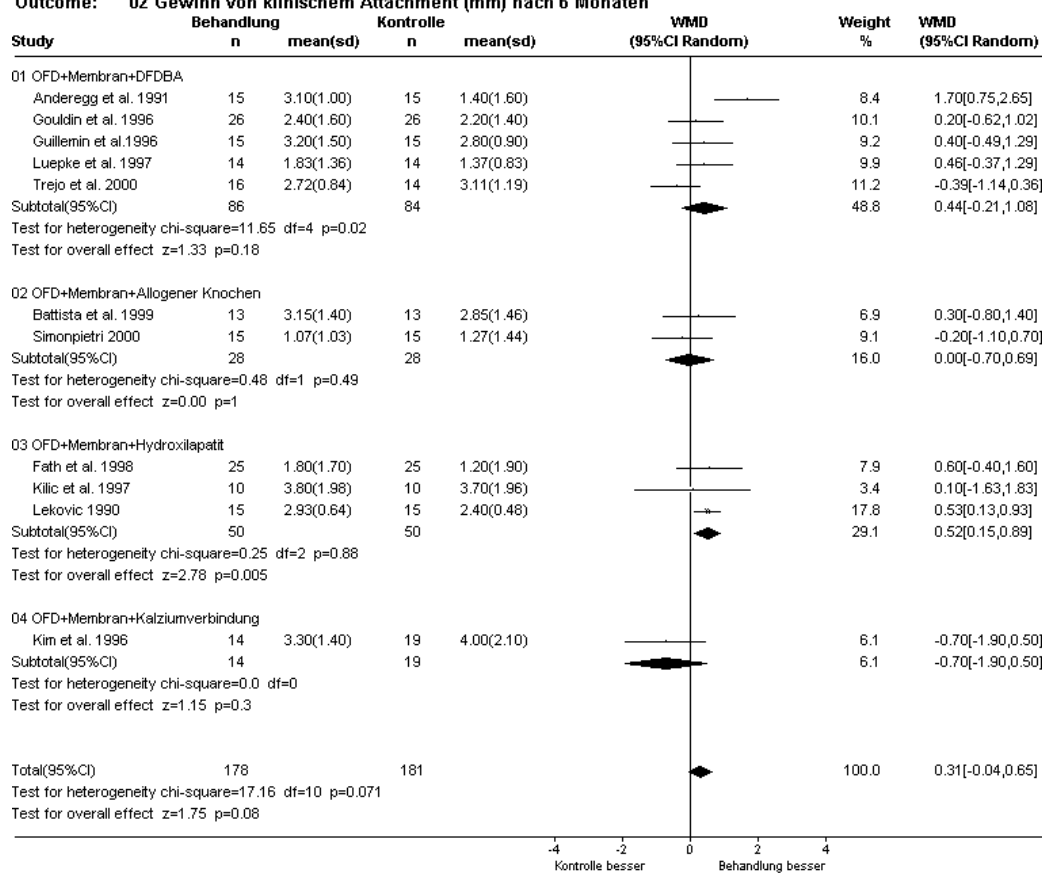 Outcome: 02 Gewinn von klinischem Attachment (mm) nach 6 Monaten
Behandlung Kontrolle WMD Weight WMD
Study n mean(sd) n mean(sd) (95%CI Random) % (95%CI Random)
01 OFD+Membran+DFDBA
Anderegg et al. 1991 15 3.10(1.00) 15 1.40(1.60) 8.4 1.70[0.75,2.65]
Gouldin et al. 1996 26 2.40(1.60) 26 2.20(1.40) 10.1 0.20[-0.62,1.02]
Guillemin et al.1996 15 3.20(1.50) 15 2.80(0.90) 9.2 0.40[-0.49,1.29]
Luepke et al. 1997 14 1.83(1.36) 14 1.37(0.83) 9.9 0.46[-0.37,1.29]
Trejo et al. 2000 16 2.72(0.84) 14 3.11(1.19) 11.2 -0.39[-1.14,0.36]
Subtotal(95%CI) 86 84 48.8 0.44[-0.21,1.08]
Test for heterogeneity chi-square=11.65 df=4 p=0.02
Test for overall effect z=1.33 p=0.18
02 OFD+Membran+Allogener Knochen
Battista et al. 1999 13 3.15(1.40) 13 2.85(1.46) 6.9 0.30[-0.80,1.40]
Simonpietri 2000 15 1.07(1.03) 15 1.27(1.44) 9.1 -0.20[-1.10,0.70]
Subtotal(95%CI) 28 28 16.0 0.00[-0.70,0.69]
Test for heterogeneity chi-square=0.48 df=1 p=0.49
Test for overall effect z=0.00 p=1
03 OFD+Membran+Hydroxilapatit
Fath et al. 1998 25 1.80(1.70) 25 1.20(1.90) 7.9 0.60[-0.40,1.60]
Kilic et al. 1997 10 3.80(1.98) 10 3.70(1.96) 3.4 0.10[-1.63,1.83]
Lekovic 1990 15 2.93(0.64) 15 2.40(0.48) 17.8 0.53[0.13,0.93]
Subtotal(95%CI) 50 50 29.1 0.52[0.15,0.89]
Test for heterogeneity chi-square=0.25 df=2 p=0.88
Test for overall effect z=2.78 p=0.005
04 OFD+Membran+Kalziumverbindung
Kim et al. 1996 14 3.30(1.40) 19 4.00(2.10) 6.1 -0.70[-1.90,0.50]
Subtotal(95%CI) 14 19 6.1 -0.70[-1.90,0.50]
Test for heterogeneity chi-square=0.0 df=0
Test for overall effect z=1.15 p=0.3
Total(95%CI) 178 181 100.0 0.31[-0.04,0.65]
Test for heterogeneity chi-square=17.16 df=10 p=0.071
Test for overall effect z=1.75 p=0.08
-4 -2 0 2 4
Kontrolle besser Behandlung besser